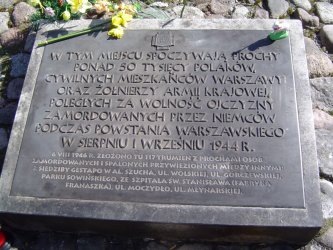 W TYM MIEJSCU SPOCZYWAJĄ PROCHY
PONAD 50 TYSIĘCY POLAKÓW
CYWILNYCH MIESZKAŃCÓW WARSZAWY
ORAZ ŻOŁNIERZY ARMII KRAJOWEJ,
POLEGŁYCH ZA WOLNOŚĆ OJCZYZNY
ZAMORDOWANYCH PRZEZ NIEMCÓW
PODCZAS POWSTANIA WARSZAWSKIEGO
W SIERPNIU I WRZEŚNIU 1944 R.
6 VIII 1946 R. ZŁOŻONO TU 117 TRUMIEN Z PROCHAMI OSÓB
ZAMORDOWANYCH I SPALONYCH PRZYWIEZIONYCH MIĘDZY INNYMI
Z SIEDZIBY GESTAPO W AL. SZUCHA, UL. WOLSKIEJ, UL. GÓRCZEWSKIEJ,
PARKU SOWIŃSKIEGO, ZE SZPITALA ŚW. STANISŁAWA (FABRYKA
FRANASZKA), UL. MOCZYDŁO, UL. MŁYNARSKIEJ.